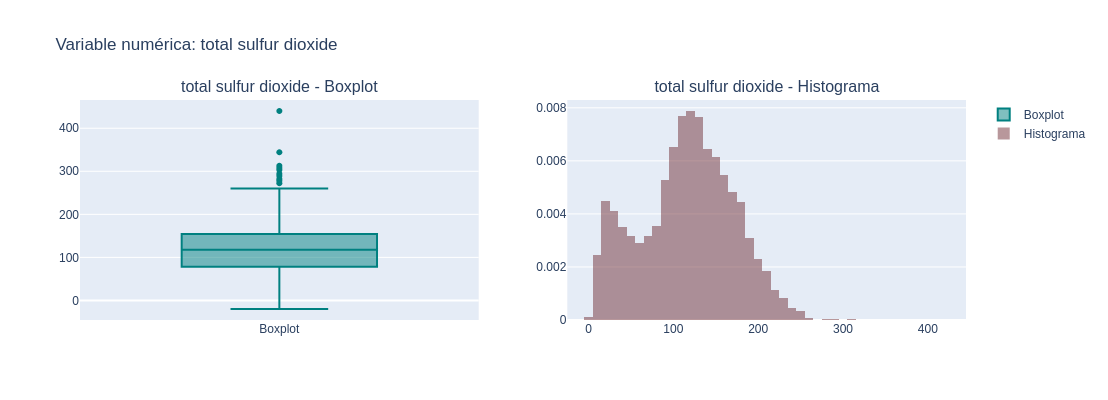 Variable numérica: total sulfur dioxide
total sulfur dioxide - Boxplot
400
300
200
100
0
Boxplot
total sulfur dioxide - Histograma
0.008
0.006
0.004
0.002
0
0 100 200 300 400
Boxplot
Histograma